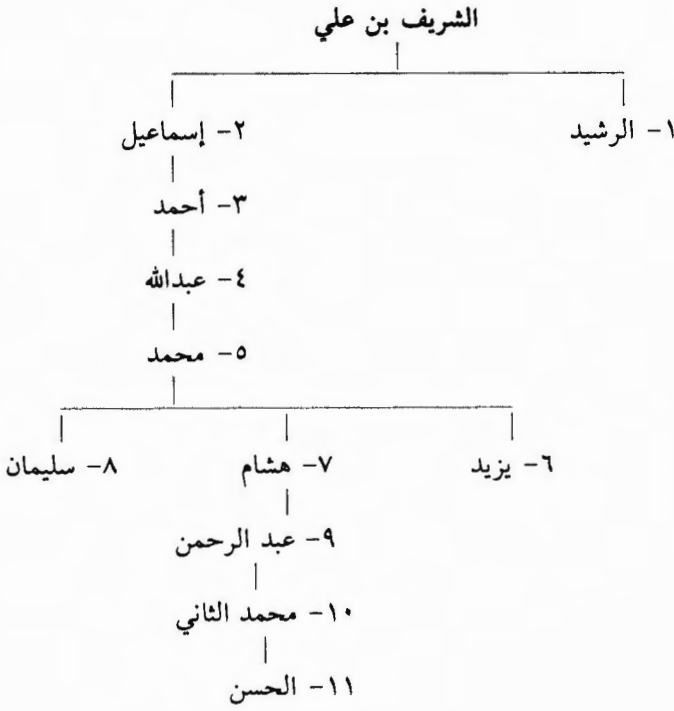 الشريف بن علي
١- الرشيد ٢- إسماعيل
٣- أحمد
٤- عبدالله
٥- محمد
٦- يزيد ٧- هشام ٨- سليمان
٩- عبد الرحمن
١٠- محمد الثاني
١١- الحسن